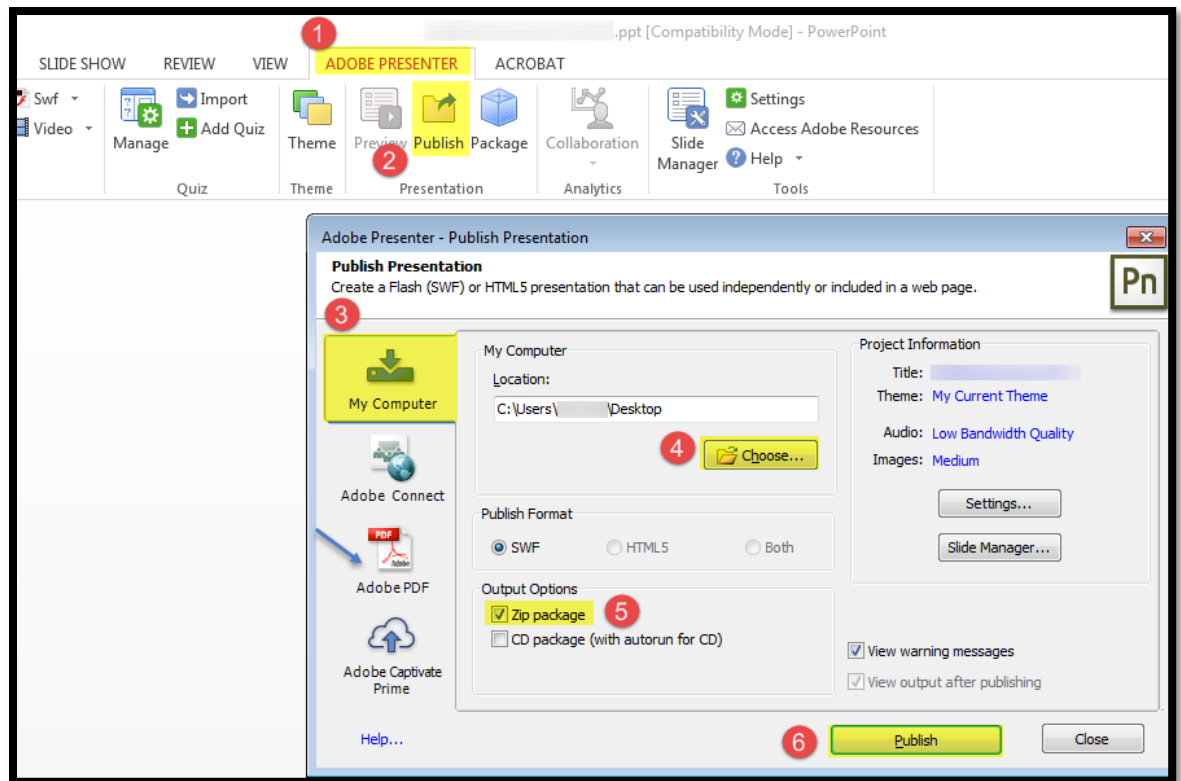 1
.ppt [Compatibility Mode] - PowerPoint
SLIDE SHOW REVIEW VIEW ADOBE PRESENTER ACROBAT
Swf
Video
Manage
Import
Add Quiz
Quiz
Theme
Theme
Preview
Publish
Package
2
Presentation
Collaboration
Analytics
Slide
Manager
Settings
Access Adobe Resources
Help
Tools
Adobe Presenter - Publish Presentation
Publish Presentation
Create a Flash (SWF) or HTML5 presentation that can be used independently or included in a web page.
Pn
3
My Computer
Adobe Connect
PDF
Adobe
Adobe PDF
Adobe Captivate
Prime
Help...
My Computer
Location:
C:\Users\ \Desktop
4
Choose...
Publish Format
SWF HTML5 Both
Output Options
Zip package
5
CD package (with autorun for CD)
Project Information
Title:
Theme: My Current Theme
Audio: Low Bandwidth Quality
Images: Medium
Settings...
Slide Manager...
View warning messages
View output after publishing
6
Publish
Close